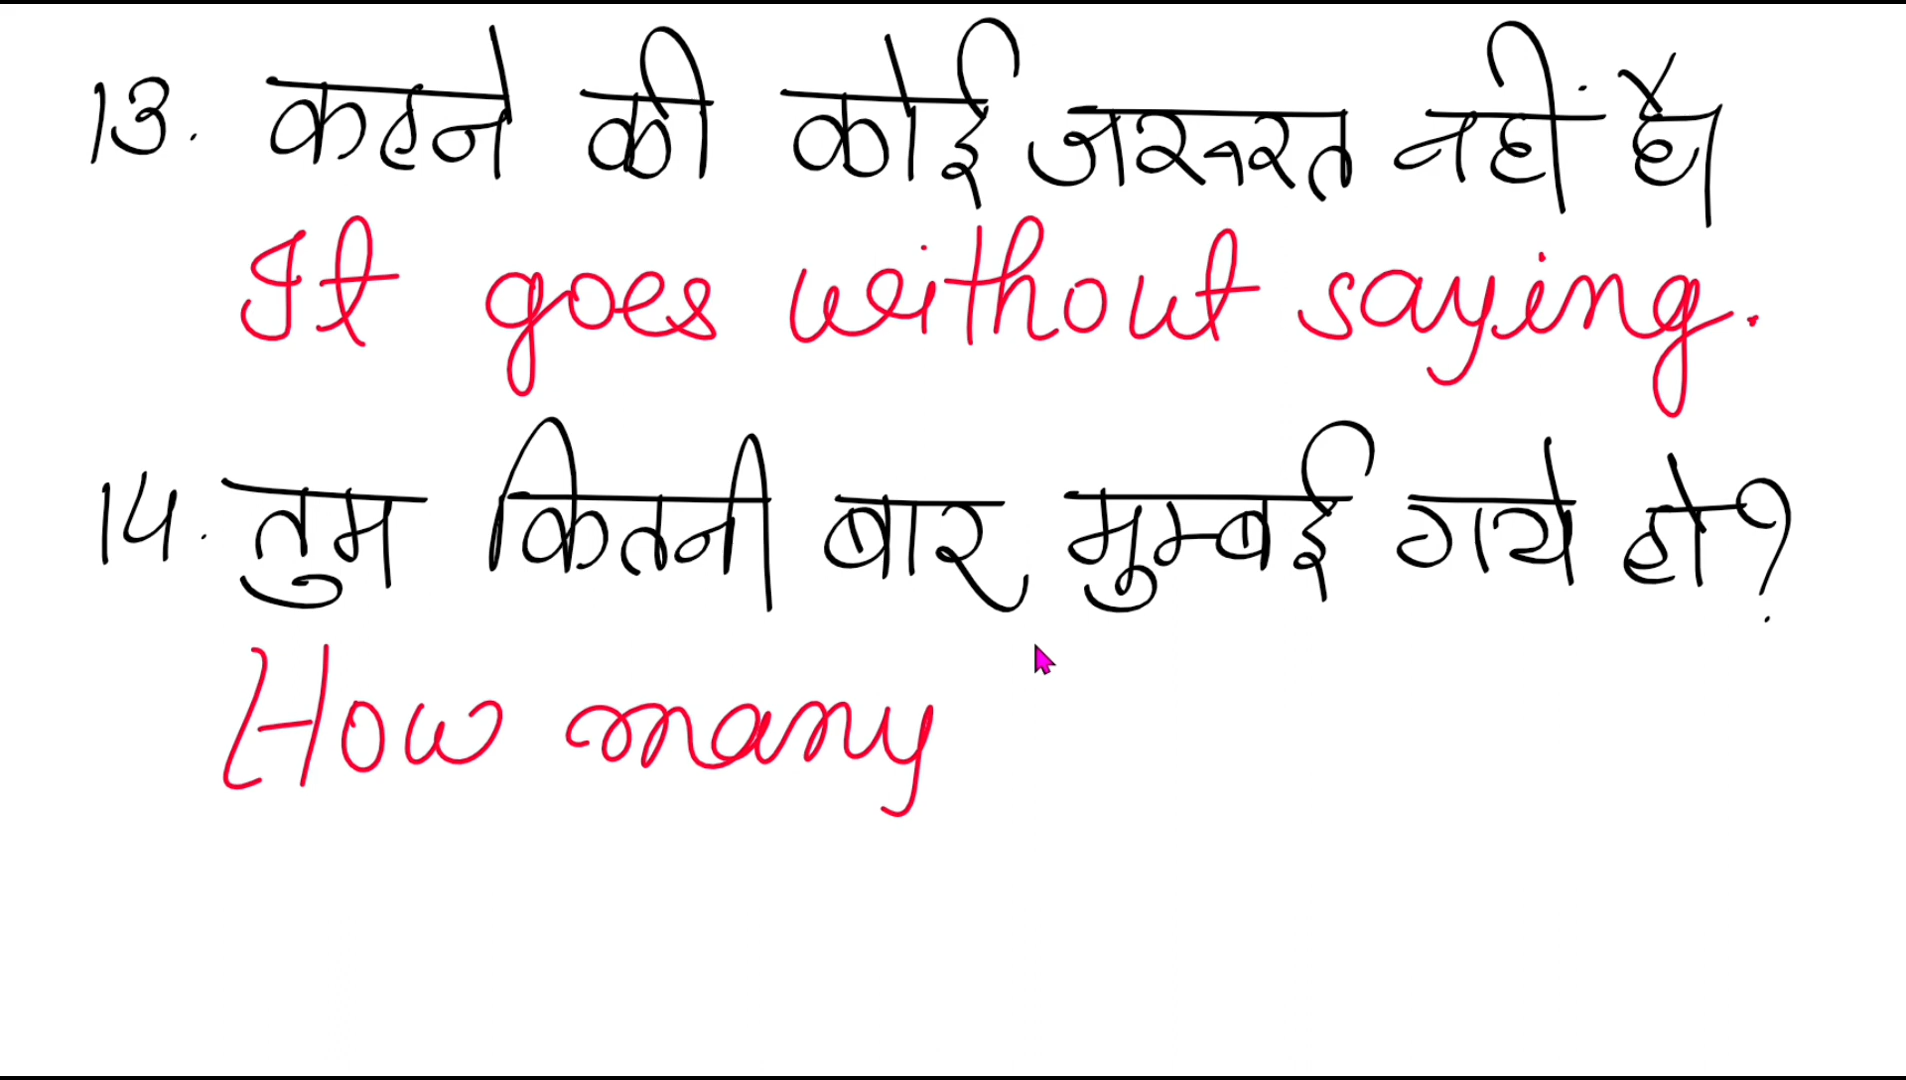 13. कहने की कोई जरूरत नहीं है।
It goes without saying.
14. तुम कितनी बार मुम्बई गये हो?
How many